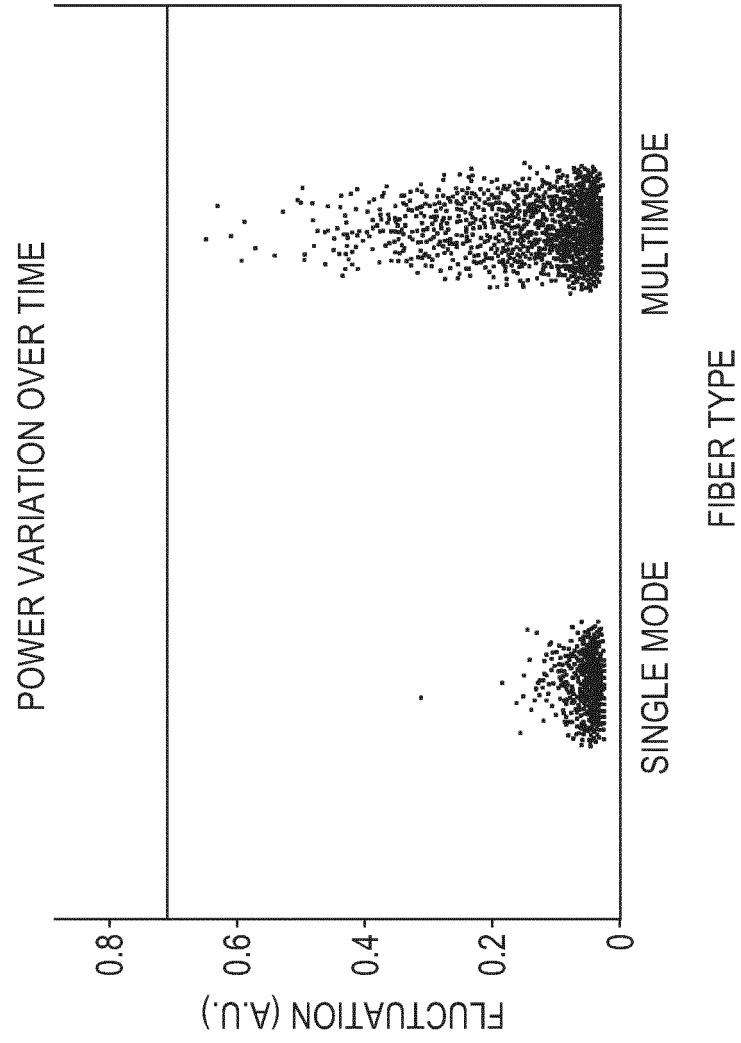 POWER VARIATION OVER TIME
FLUCTUATION (A.U.)
0.8
0.6
0.4
0.2
0
SINGLE MODE
MULTIMODE
FIBER TYPE